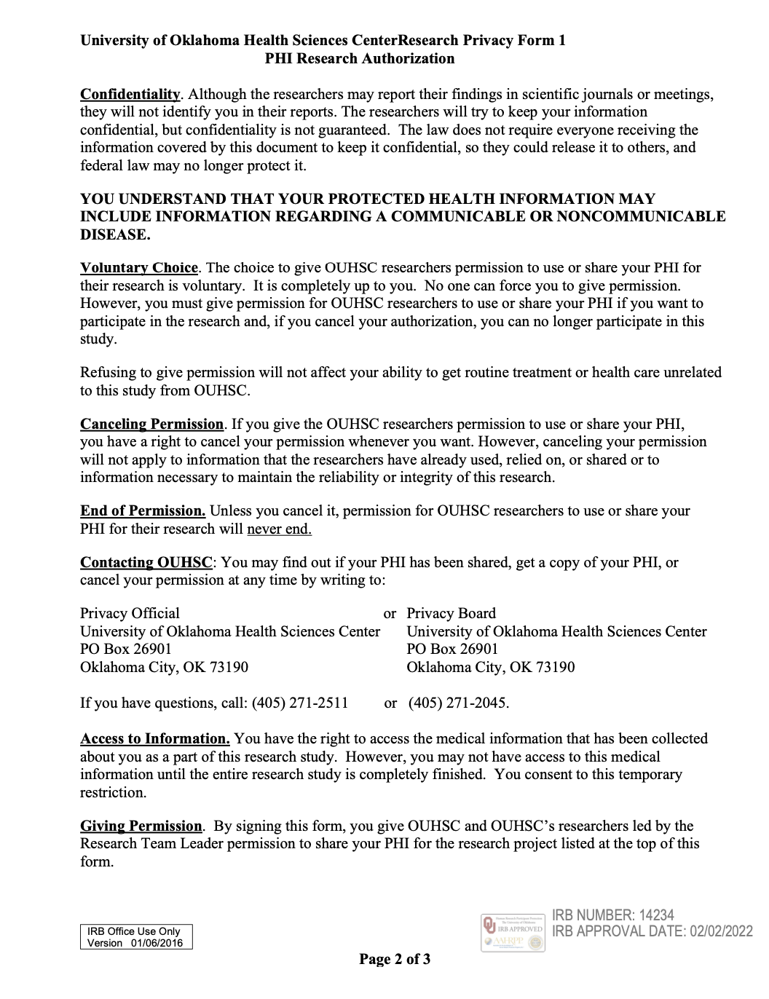 University of Oklahoma Health Sciences CenterResearch Privacy Form 1
PHI Research Authorization
Confidentiality. Although the researchers may report their findings in scientific journals or meetings,
they will not identify you in their reports. The researchers will try to keep your information
confidential, but confidentiality is not guaranteed.  The law does not require everyone receiving the
information covered by this document to keep it confidential, so they could release it to others, and
federal law may no longer protect it.
YOU UNDERSTAND THAT YOUR PROTECTED HEALTH INFORMATION MAY
INCLUDE INFORMATION REGARDING A COMMUNICABLE OR NONCOMMUNICABLE
DISEASE.
Voluntary Choice. The choice to give OUHSC researchers permission to use or share your PHI for
their research is voluntary.  It is completely up to you.  No one can force you to give permission.
However, you must give permission for OUHSC researchers to use or share your PHI if you want to
participate in the research and, if you cancel your authorization, you can no longer participate in this
study.
Refusing to give permission will not affect your ability to get routine treatment or health care unrelated
to this study from OUHSC.
Canceling Permission. If you give the OUHSC researchers permission to use or share your PHI,
you have a right to cancel your permission whenever you want. However, canceling your permission
will not apply to information that the researchers have already used, relied on, or shared or to
information necessary to maintain the reliability or integrity of this research.
End of Permission. Unless you cancel it, permission for OUHSC researchers to use or share your
PHI for their research will never end.
Contacting OUHSC: You may find out if your PHI has been shared, get a copy of your PHI, or
cancel your permission at any time by writing to:
Privacy Official or Privacy Board
University of Oklahoma Health Sciences Center University of Oklahoma Health Sciences Center
PO Box 26901 PO Box 26901
Oklahoma City, OK 73190 Oklahoma City, OK 73190
If you have questions, call: (405) 271-2511 or (405) 271-2045.
Access to Information. You have the right to access the medical information that has been collected
about you as a part of this research study.  However, you may not have access to this medical
information until the entire research study is completely finished.  You consent to this temporary
restriction.
Giving Permission.  By signing this form, you give OUHSC and OUHSC’s researchers led by the
Research Team Leader permission to share your PHI for the research project listed at the top of this
form.
IRB Office Use Only
Version 01/06/2016
Human Research Participant Protection
The University of Oklahoma
IRB APPROVED
AAHRPP
IRB NUMBER: 14234
IRB APPROVAL DATE: 02/02/2022
Page 2 of 3